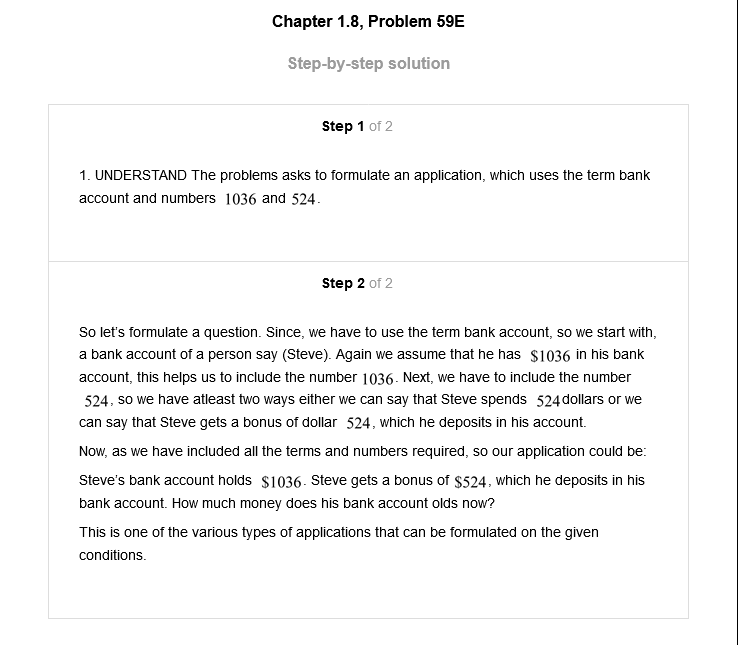 Chapter 1.8, Problem 59E
Step-by-step solution
Step 1 of 2
1. UNDERSTAND The problems asks to formulate an application, which uses the term bank
account and numbers 1036 and 524.
Step 2 of 2
So let's formulate a question. Since, we have to use the term bank account, so we start with,
a bank account of a person say (Steve). Again we assume that he has $1036 in his bank
account, this helps us to include the number 1036. Next, we have to include the number
524, so we have atleast two ways either we can say that Steve spends 524 dollars or we
can say that Steve gets a bonus of dollar 524, which he deposits in his account.
Now, as we have included all the terms and numbers required, so our application could be:
Steve's bank account holds $1036. Steve gets a bonus of $524, which he deposits in his
bank account. How much money does his bank account olds now?
This is one of the various types of applications that can be formulated on the given
conditions.